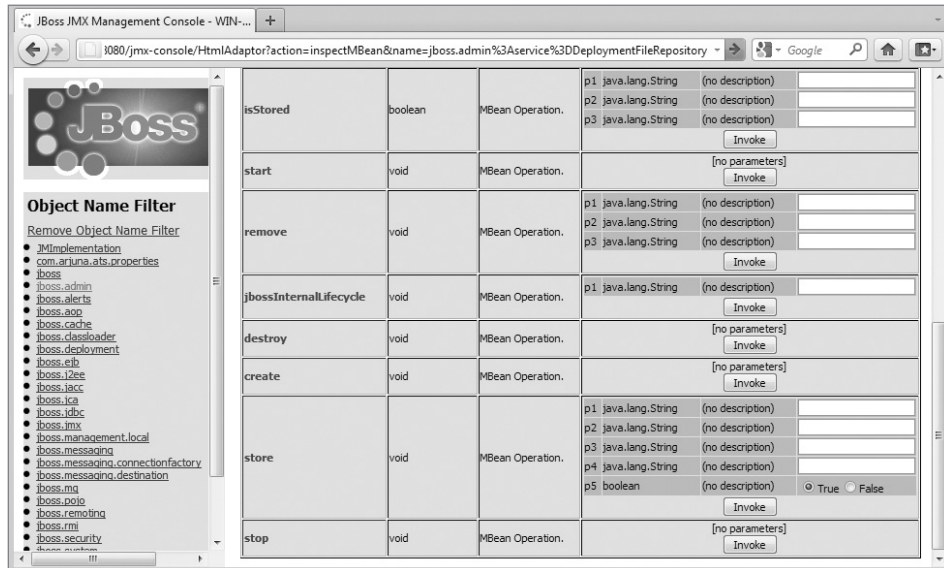 JBoss JMX Management Console - WIN-...
3080/jmx-console/HtmlAdaptor?action=inspectMBean&name=jboss.admin%3Aservice%3DDeploymentFileRepository
Google
JBoss
Object Name Filter
Remove Object Name Filter
JMImplementation
com.arjuna.ats.properties
jboss
jboss.admin
jboss.alerts
jboss.aop
jboss.cache
jboss.classloader
jboss.deployment
jboss.ejb
jboss.j2ee
jboss.jacc
jboss.jca
jboss.jdbc
jboss.jmx
jboss.management.local
jboss.messaging
jboss.messaging.connectionfactory
jboss.messaging.destination
jboss.mq
jboss.pojo
jboss.remoting
jboss.rmi
jboss.security
jboss.system
isStored boolean MBean Operation.
p1 java.lang.String (no description)
p2 java.lang.String (no description)
p3 java.lang.String (no description)
Invoke
start void MBean Operation.
[no parameters]
Invoke
remove void MBean Operation.
p1 java.lang.String (no description)
p2 java.lang.String (no description)
p3 java.lang.String (no description)
Invoke
jbossInternalLifecycle void MBean Operation.
p1 java.lang.String (no description)
Invoke
destroy void MBean Operation.
[no parameters]
Invoke
create void MBean Operation.
[no parameters]
Invoke
store void MBean Operation.
p1 java.lang.String (no description)
p2 java.lang.String (no description)
p3 java.lang.String (no description)
p4 java.lang.String (no description)
p5 boolean (no description) True False
Invoke
stop void MBean Operation.
[no parameters]
Invoke